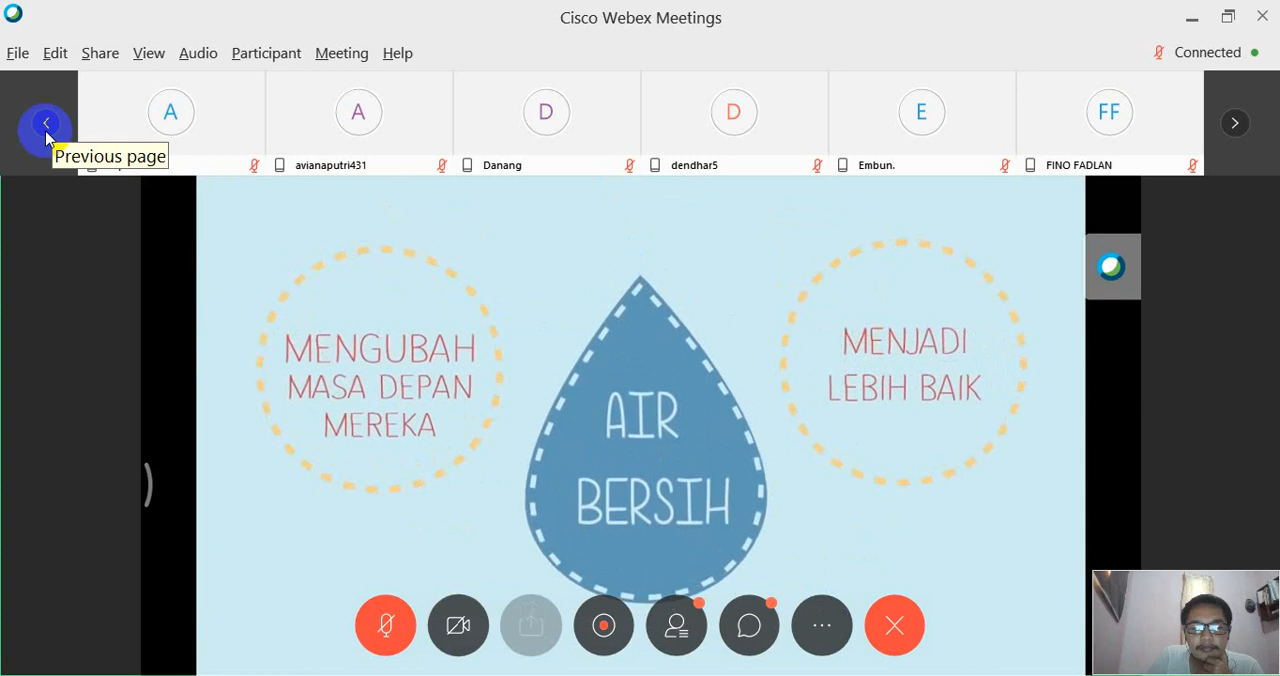 Cisco Webex Meetings
File Edit Share View Audio Participant Meeting Help
Connected
A A D D E FF
Previous page
avianaputri431 Danang dendhar5 Embun. FINO FADLAN
MENGUBAH
MASA DEPAN
MEREKA
AIR
BERSIH
MENJADI
LEBIH BAIK